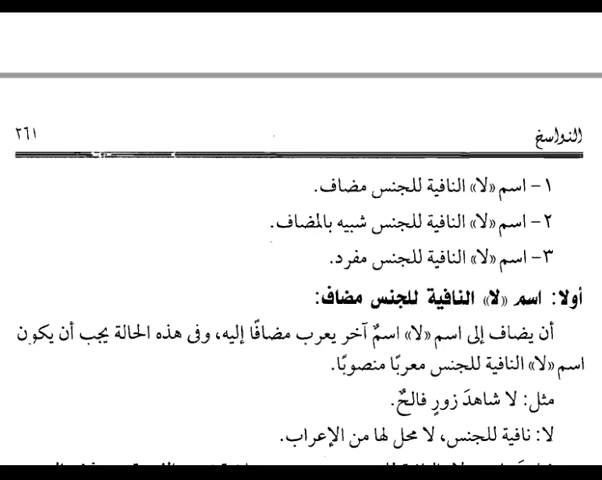 النواسخ ٢٦١
١- اسم «لا» النافية للجنس مضاف.
٢- اسم «لا» النافية للجنس شبيه بالمضاف.
٣- اسم «لا» النافية للجنس مفرد.
أولا: اسم «لا» النافية للجنس مضاف:
أن يضاف إلى اسم «لا» اسمٌ آخر يعرب مضافًا إليه، وفى هذه الحالة يجب أن يكون
اسم «لا» النافية للجنس معربًا منصوبًا.
مثل: لا شاهدَ زورٍ فالحٌ.
لا: نافية للجنس، لا محل لها من الإعراب.